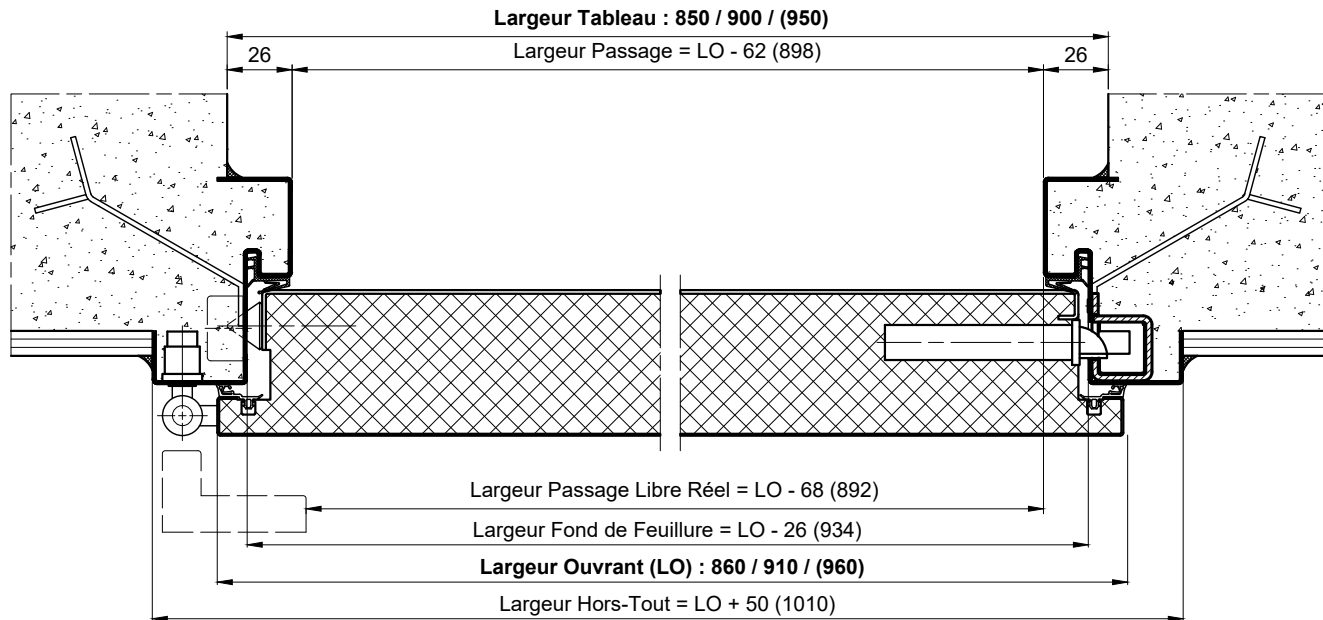 Largeur Tableau : 850 / 900 / (950)
26
Largeur Passage = LO - 62 (898)
26
Largeur Passage Libre Réel = LO - 68 (892)
Largeur Fond de Feuillure = LO - 26 (934)
Largeur Ouvrant (LO) : 860 / 910 / (960)
Largeur Hors-Tout = LO + 50 (1010)